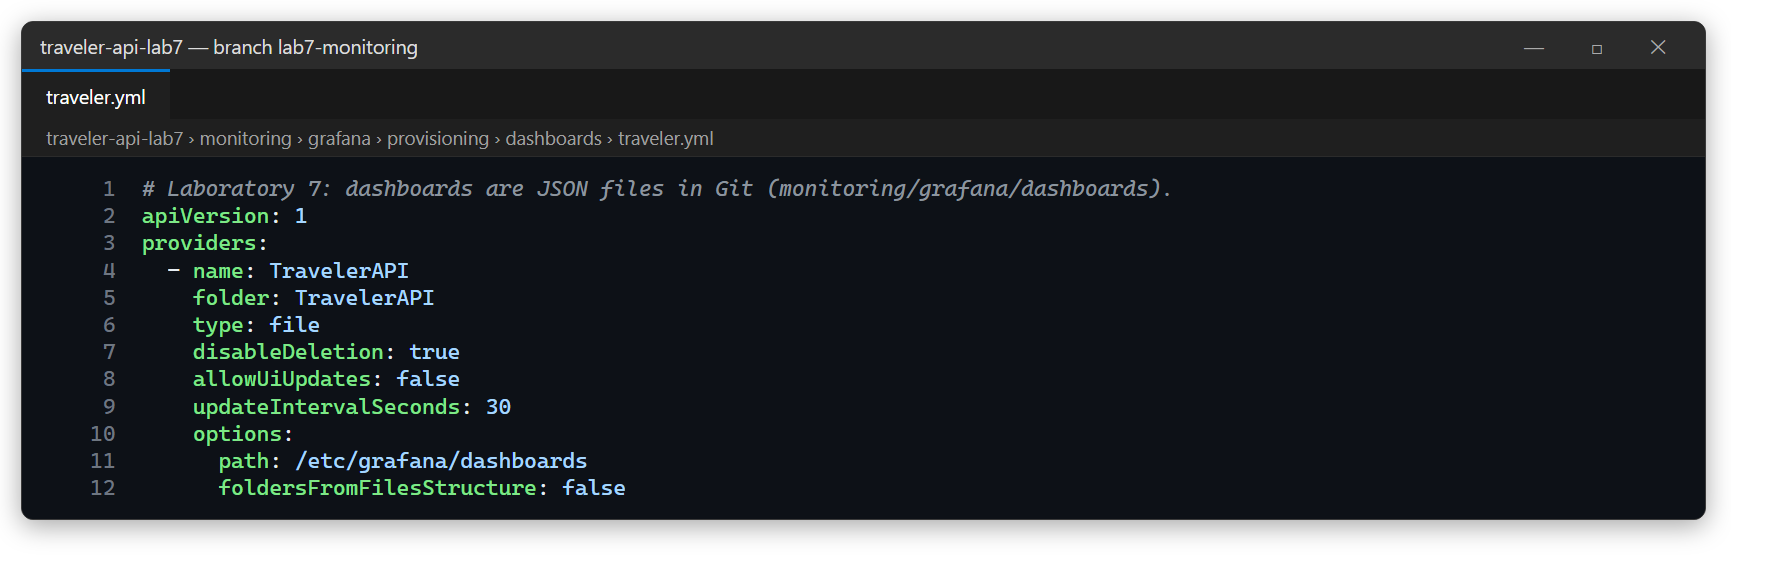 traveler-api-lab7 — branch lab7-monitoring
traveler.yml
traveler-api-lab7 › monitoring › grafana › provisioning › dashboards › traveler.yml
1 # Laboratory 7: dashboards are JSON files in Git (monitoring/grafana/dashboards).
2 apiVersion: 1
3 providers:
4   - name: TravelerAPI
5     folder: TravelerAPI
6     type: file
7     disableDeletion: true
8     allowUiUpdates: false
9     updateIntervalSeconds: 30
10     options:
11       path: /etc/grafana/dashboards
12       foldersFromFilesStructure: false